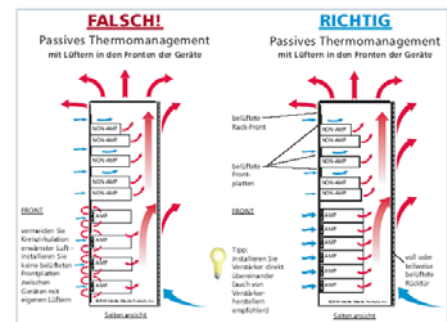 FALSCH!
Passives Thermomanagement
mit Lüftern in den Fronten der Geräte
NON-AMP
NON-AMP
NON-AMP
NON-AMP
NON-AMP
FRONT
vermeiden Sie
Kreiszirkulation
erwärmter Luft -
installieren Sie
keine belüfteten
Frontplatten
zwischen
Geräten mit
eigenen Lüftern
AMP
AMP
AMP
AMP
Seitenansicht
RICHTIG
Passives Thermomanagement
mit Lüftern in den Fronten der Geräte
belüftete
Rack-Front
belüftete
Front-
platten
NON-AMP
NON-AMP
NON-AMP
NON-AMP
NON-AMP
FRONT
Tipp:
Installieren Sie
Verstärker direkt
übereinander
(auch von
Verstärker-
herstellern
empfohlen)
AMP
AMP
AMP
AMP
voll oder
teilweise
belüftete
Rücktür
Seitenansicht